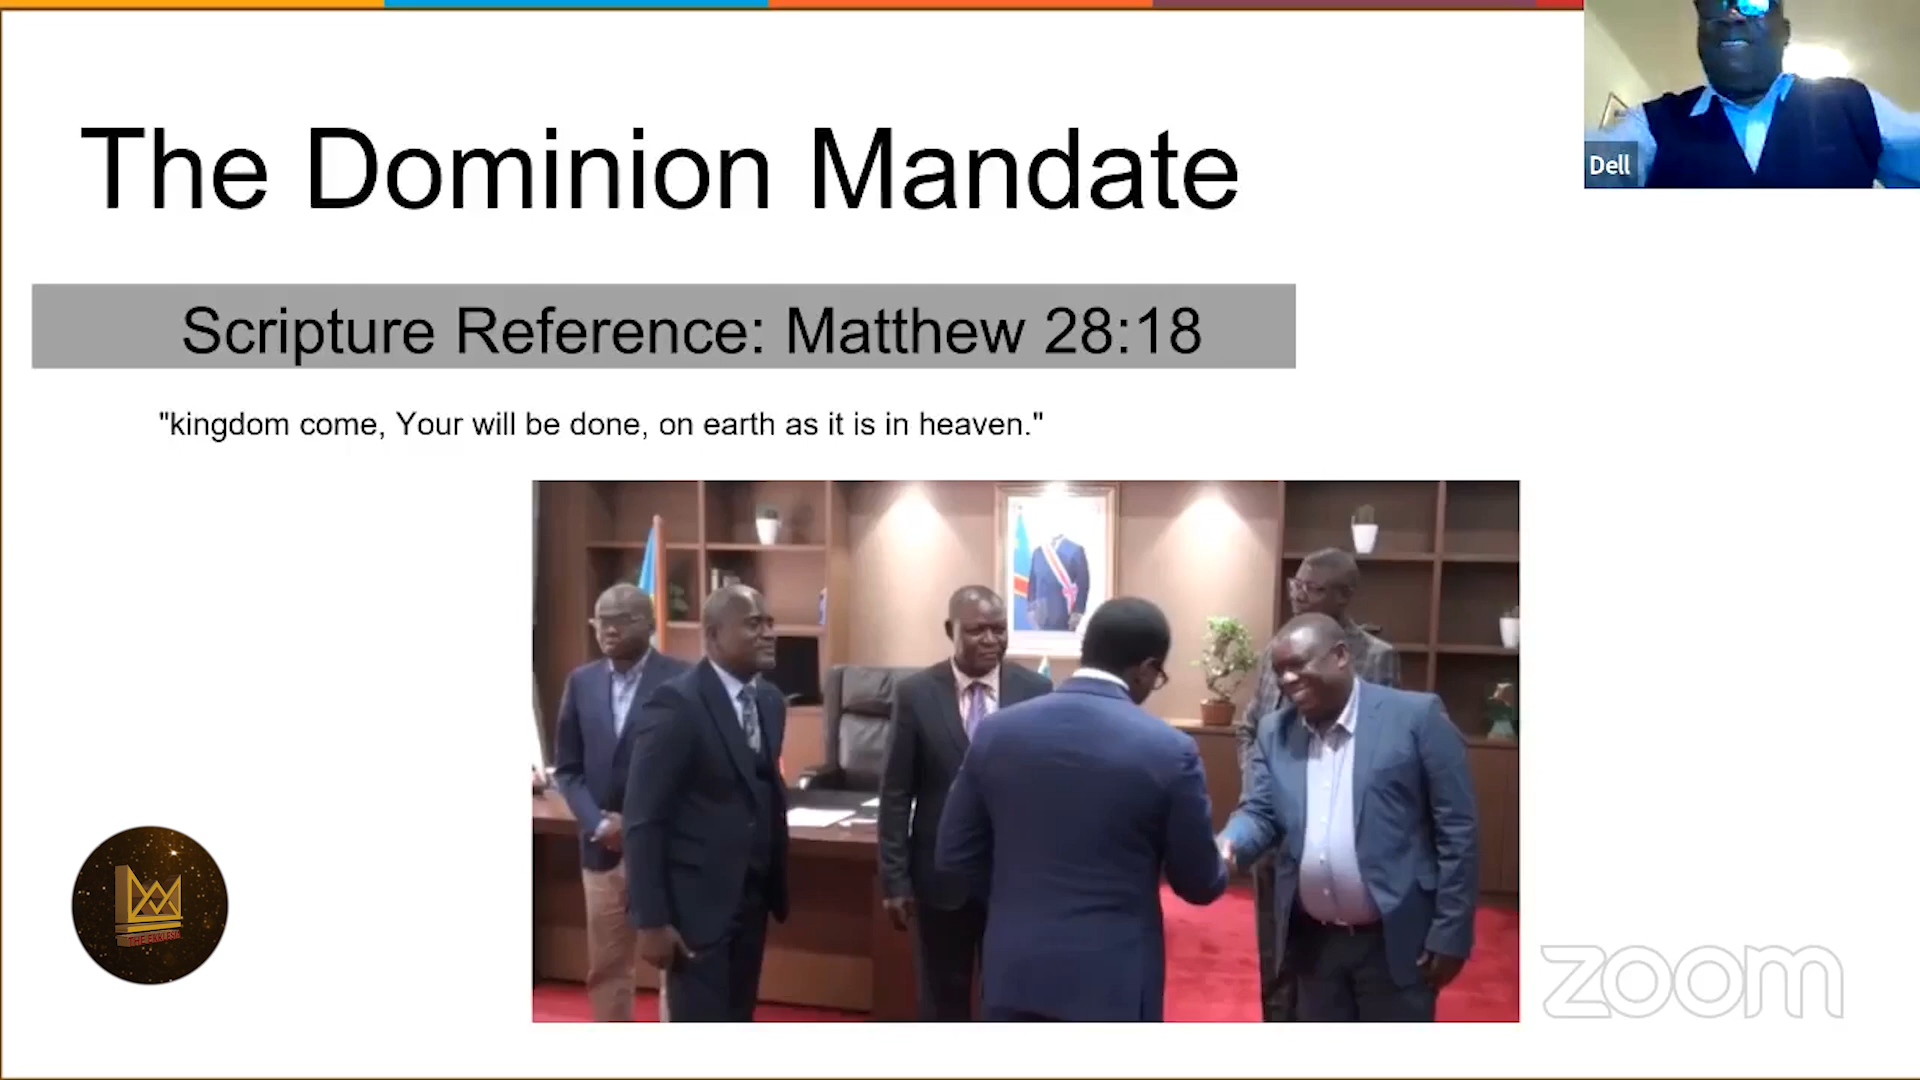 The Dominion Mandate
Dell
Scripture Reference: Matthew 28:18
"kingdom come, Your will be done, on earth as it is in heaven."
zoom